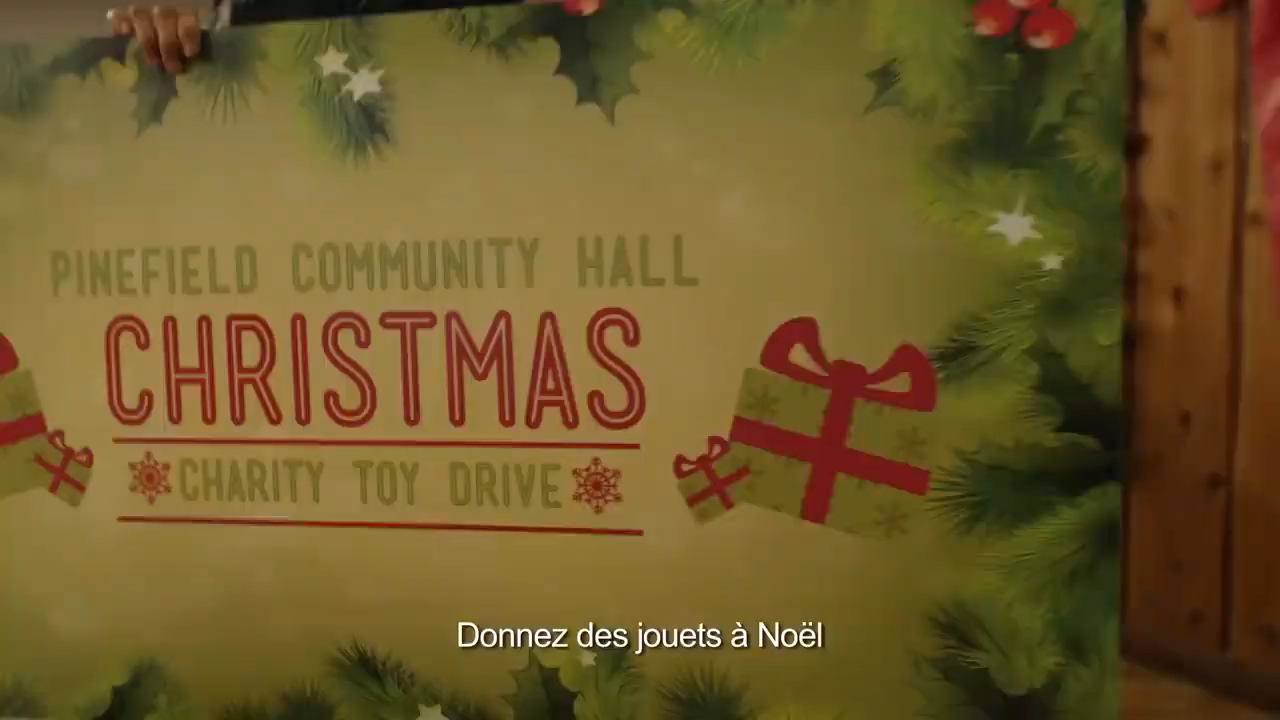 PINEFIELD COMMUNITY HALL
CHRISTMAS
CHARITY TOY DRIVE
Donnez des jouets à Noël